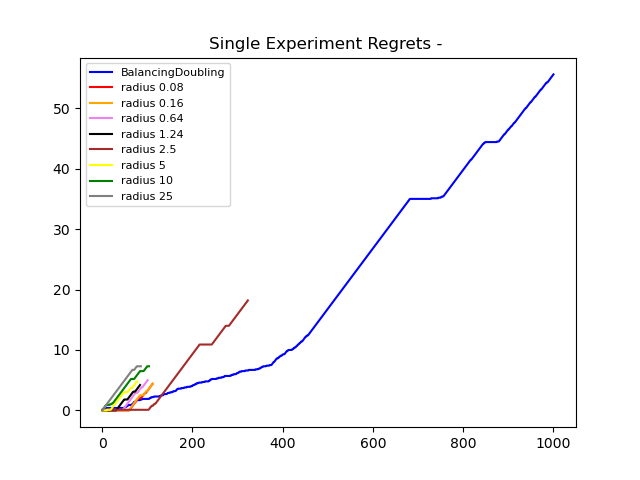 Single Experiment Regrets -
BalancingDoubling
radius 0.08
radius 0.16
radius 0.64
radius 1.24
radius 2.5
radius 5
radius 10
radius 25
50
40
30
20
10
0
0 200 400 600 800 1000